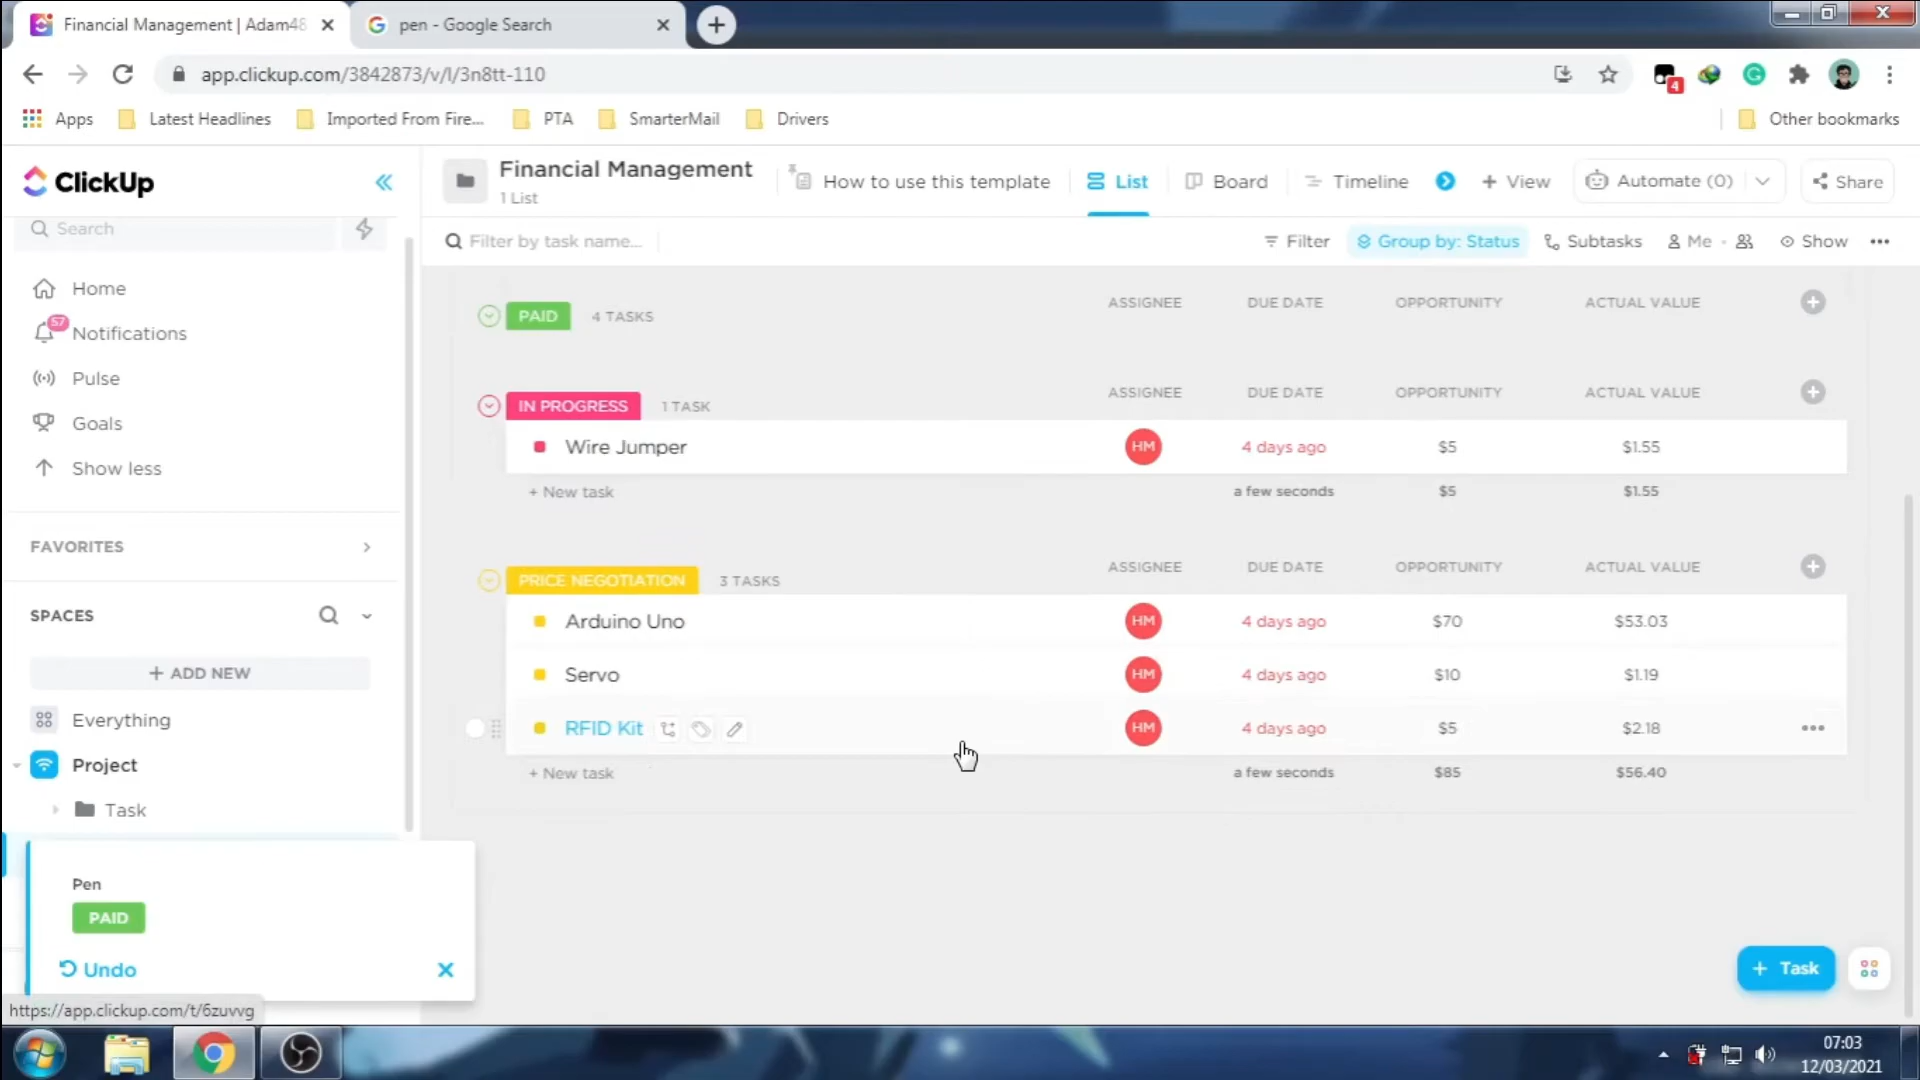 Financial Management | Adam48
pen - Google Search
app.clickup.com/3842873/v/l/3n8tt-110
4
Apps
Latest Headlines
Imported From Fire...
PTA
SmarterMail
Drivers
Other bookmarks
ClickUp
Financial Management
1 List
How to use this template
List
Board
Timeline
+ View
Automate (0)
Share
Search
Filter by task name...
Filter
Group by: Status
Subtasks
Me
Show
Home
57
Notifications
Pulse
Goals
Show less
FAVORITES
SPACES
+ ADD NEW
Everything
Project
Task
PAID
4 TASKS
ASSIGNEE
DUE DATE
OPPORTUNITY
ACTUAL VALUE
IN PROGRESS
1 TASK
ASSIGNEE
DUE DATE
OPPORTUNITY
ACTUAL VALUE
Wire Jumper
HM
4 days ago
$5
$1.55
+ New task
a few seconds
$5
$1.55
PRICE NEGOTIATION
3 TASKS
ASSIGNEE
DUE DATE
OPPORTUNITY
ACTUAL VALUE
Arduino Uno
HM
4 days ago
$70
$53.03
Servo
HM
4 days ago
$10
$1.19
RFID Kit
HM
4 days ago
$5
$2.18
+ New task
a few seconds
$85
$56.40
Pen
PAID
Undo
+ Task
https://app.clickup.com/t/6zuvvg
07:03
12/03/2021